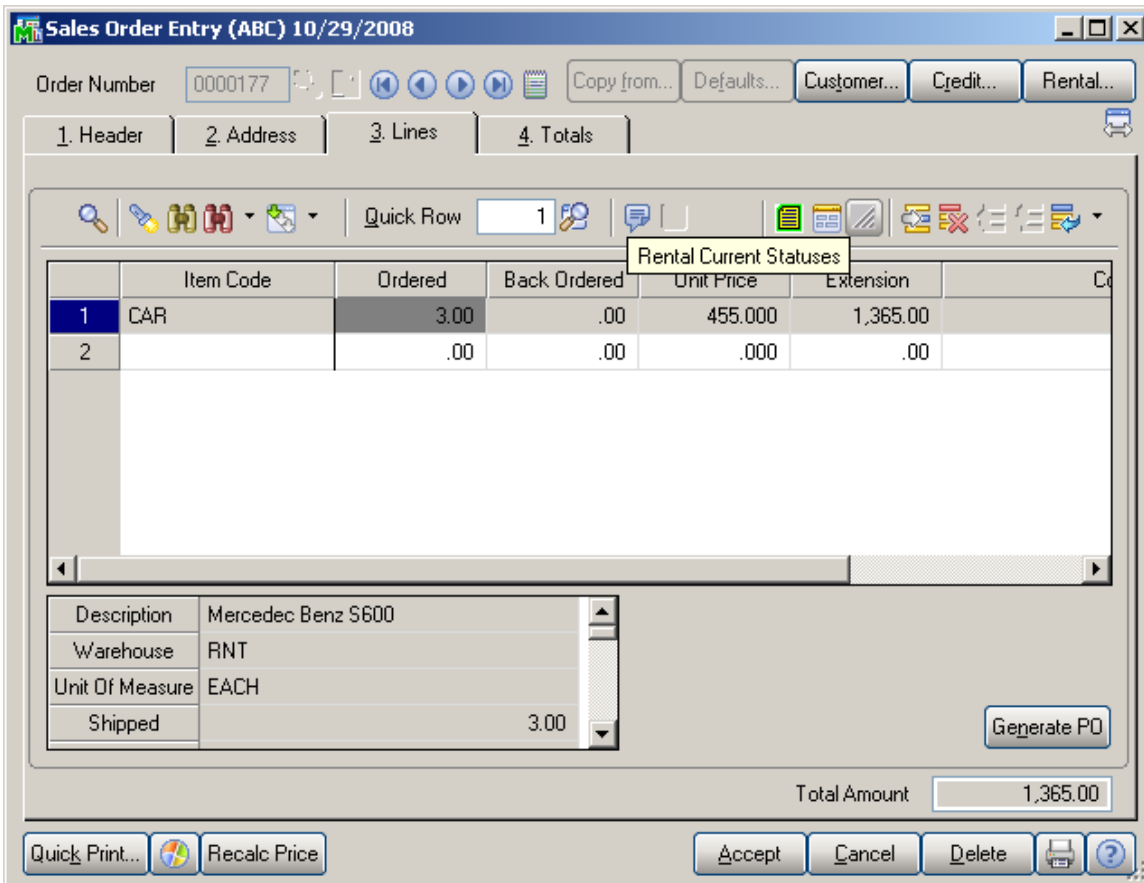 Sales Order Entry (ABC) 10/29/2008
Order Number 0000177 Copy from... Defaults... Customer... Credit... Rental...
1. Header 2. Address 3. Lines 4. Totals
Quick Row 1
Rental Current Statuses
Item Code Ordered Back Ordered Unit Price Extension Co
1 CAR 3.00 .00 455.000 1,365.00
2 .00 .00 .000 .00
Description Mercedec Benz S600
Warehouse RNT
Unit Of Measure EACH
Shipped 3.00
Generate PO
Total Amount 1,365.00
Quick Print... Recalc Price Accept Cancel Delete